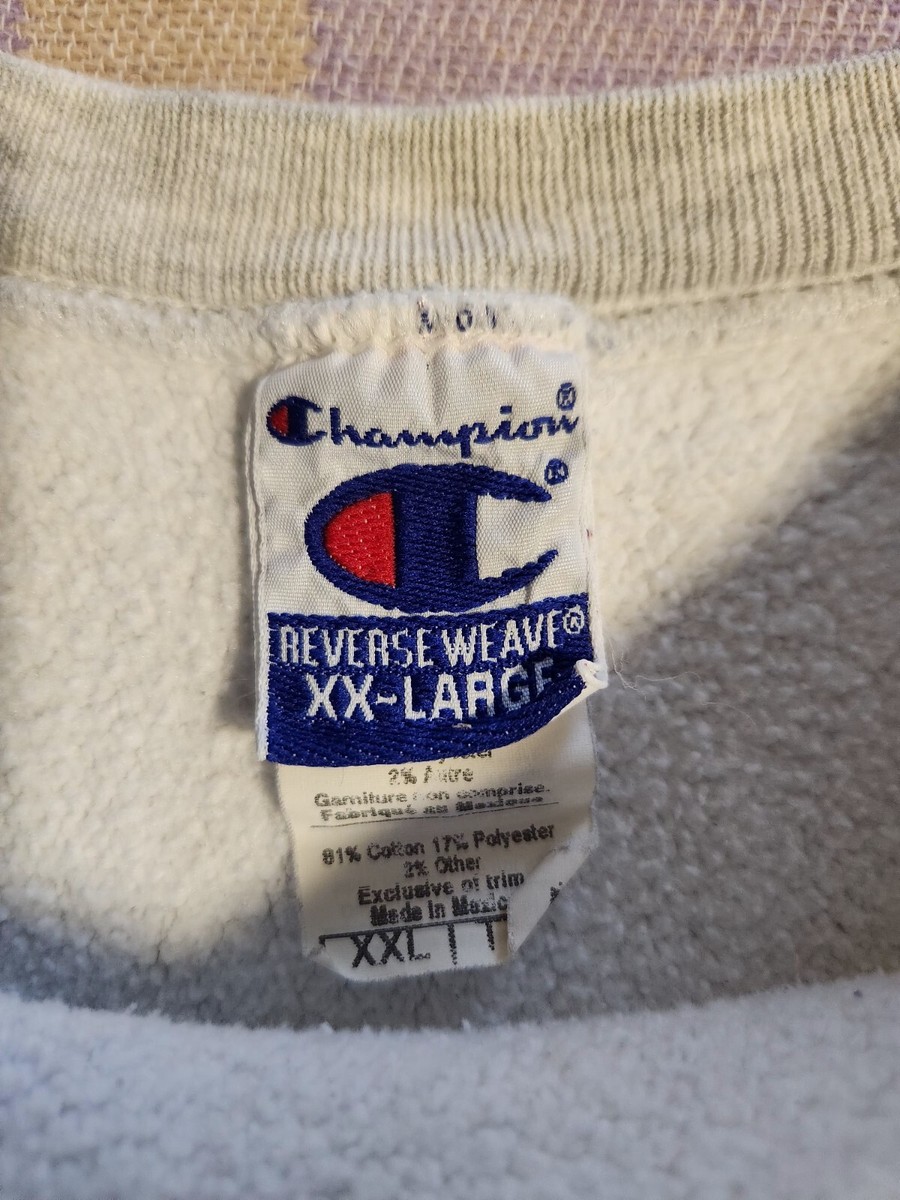 Champion®
®
REVERSE WEAVE®
XX-LARGE
2% Autre
Garniture non comprise.
Fabriqué au Mexique
81% Cotton 17% Polyester
2% Other
Exclusive of trim
Made in Mexic
XXL